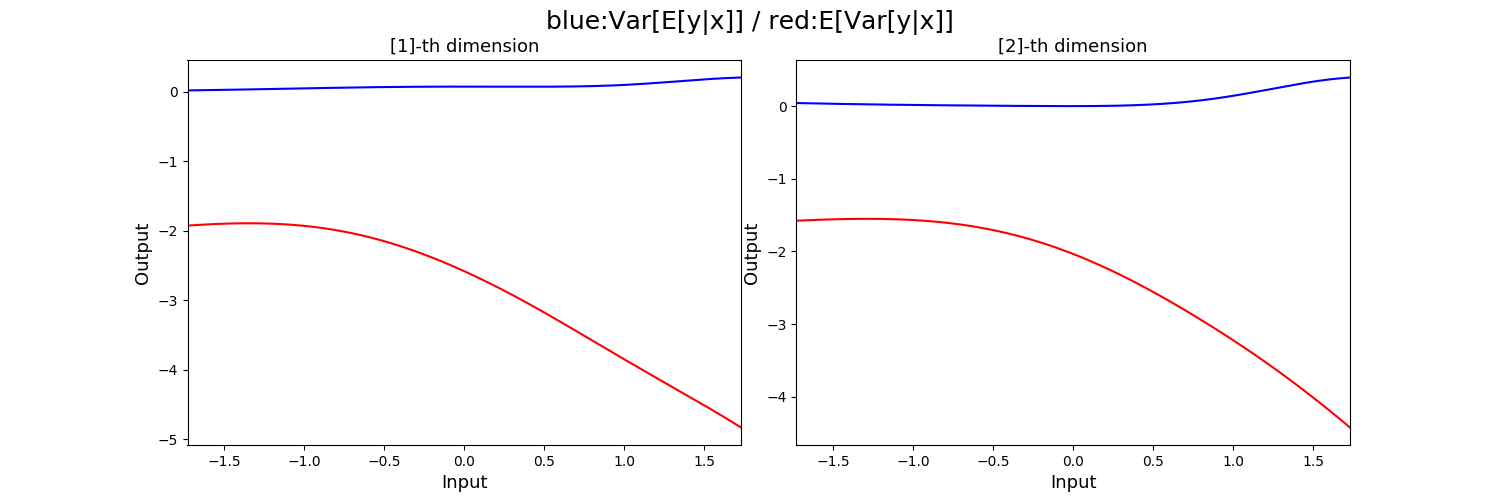 blue:Var[E[y|x]] / red:E[Var[y|x]]
[1]-th dimension
0
−1
−2
−3
−4
−5
Output
−1.5 −1.0 −0.5 0.0 0.5 1.0 1.5
Input
[2]-th dimension
0
−1
−2
−3
−4
Output
−1.5 −1.0 −0.5 0.0 0.5 1.0 1.5
Input